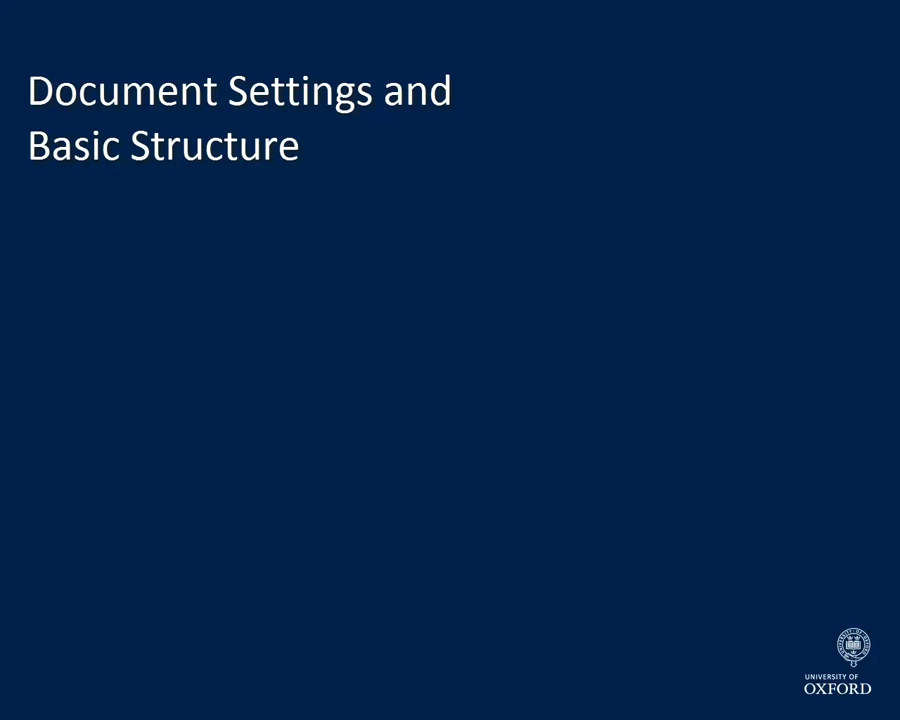 Document Settings and
Basic Structure
UNIVERSITY OF
OXFORD